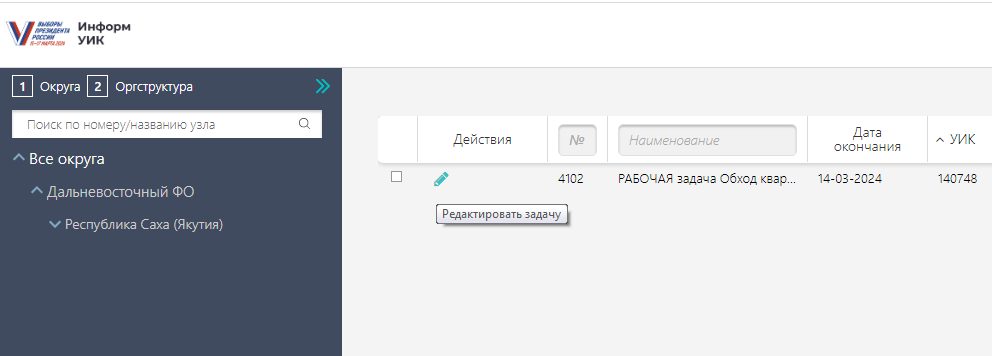 ВЫБОРЫ
ПРЕЗИДЕНТА
РОССИИ
15–17 МАРТА 2024
Информ
УИК
1 Округа 2 Оргструктура
Поиск по номеру/названию узла
Все округа
Дальневосточный ФО
Республика Саха (Якутия)
Действия № Наименование Дата окончания УИК
4102 РАБОЧАЯ задача Обход квар... 14-03-2024 140748
Редактировать задачу